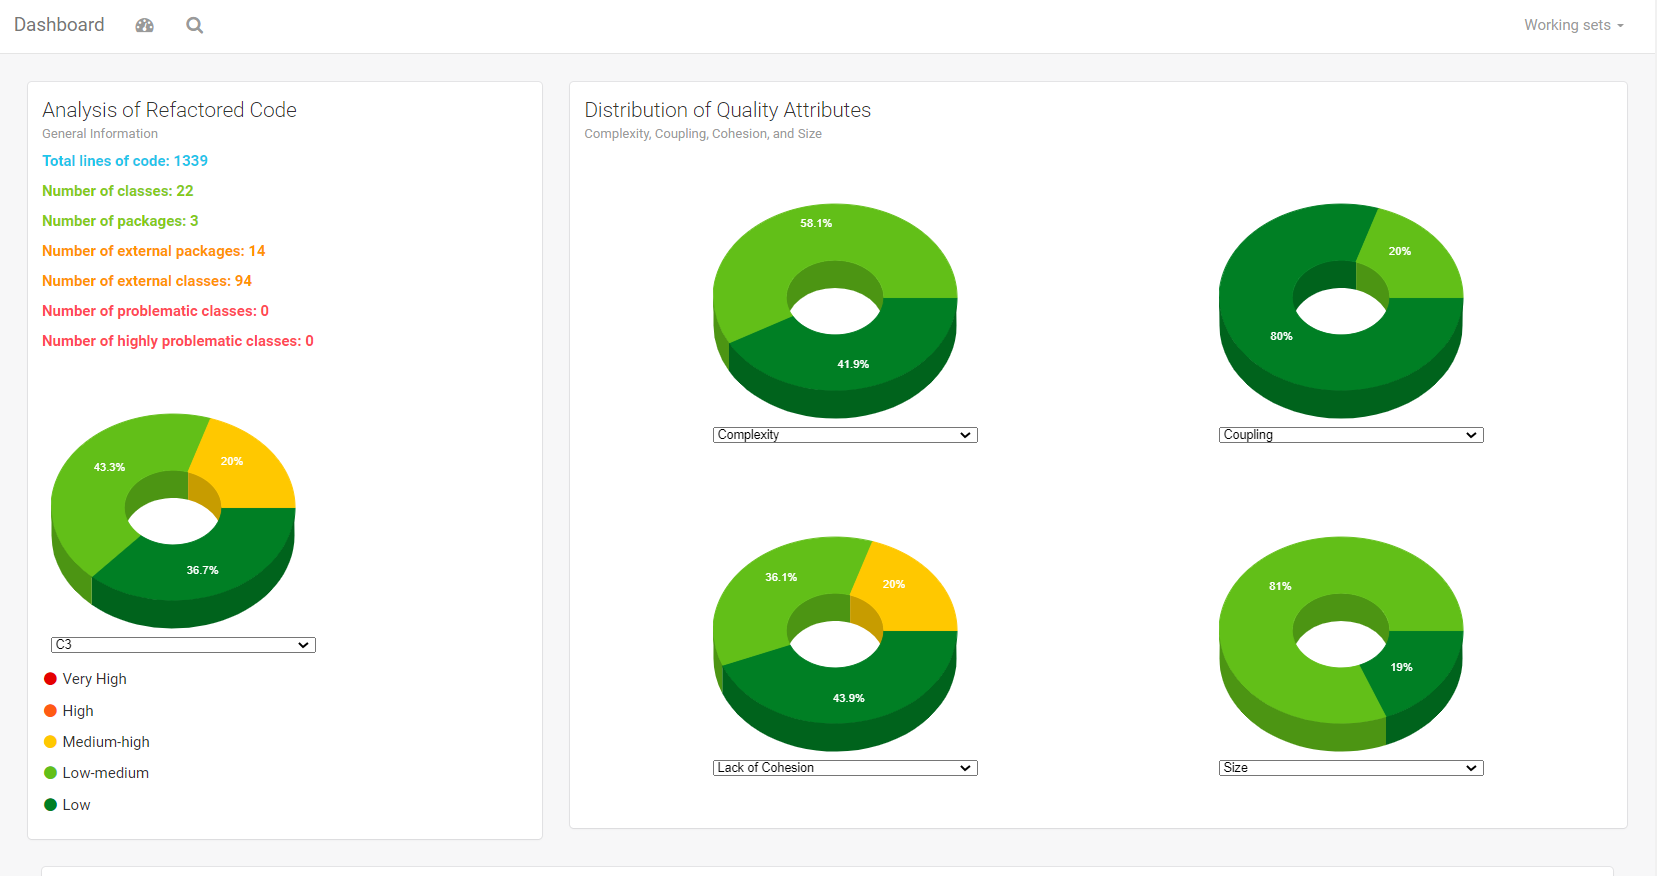 Dashboard
Working sets
Analysis of Refactored Code
General Information
Total lines of code: 1339
Number of classes: 22
Number of packages: 3
Number of external packages: 14
Number of external classes: 94
Number of problematic classes: 0
Number of highly problematic classes: 0
43.3%
20%
36.7%
C3
Very High
High
Medium-high
Low-medium
Low
Distribution of Quality Attributes
Complexity, Coupling, Cohesion, and Size
58.1%
41.9%
Complexity
20%
80%
Coupling
36.1%
20%
43.9%
Lack of Cohesion
81%
19%
Size